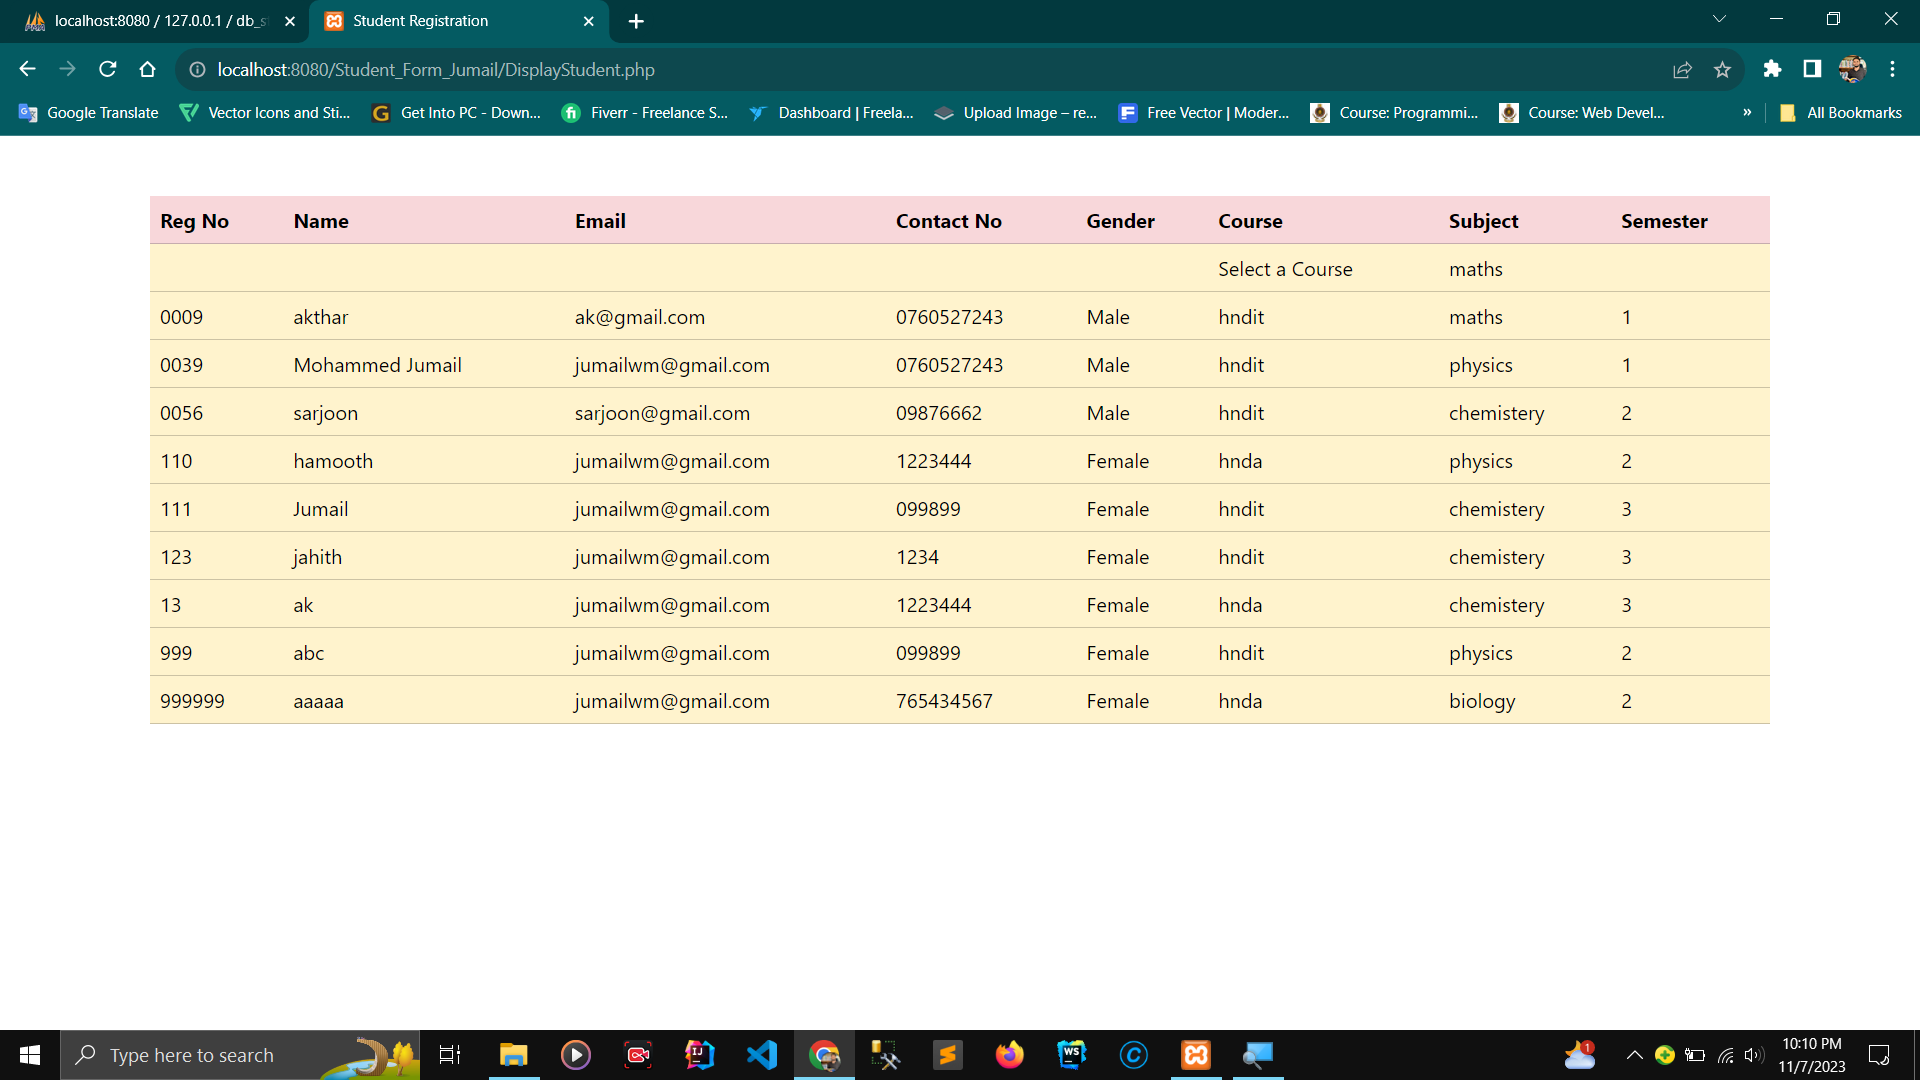 localhost:8080 / 127.0.0.1 / db_s
Student Registration
localhost:8080/Student_Form_Jumail/DisplayStudent.php
Google Translate Vector Icons and Sti... Get Into PC - Down... Fiverr - Freelance S... Dashboard | Freela... Upload Image – re... Free Vector | Moder... Course: Programmi... Course: Web Devel... » All Bookmarks
Reg No Name Email Contact No Gender Course Subject Semester
Select a Course maths
0009 akthar ak@gmail.com 0760527243 Male hndit maths 1
0039 Mohammed Jumail jumailwm@gmail.com 0760527243 Male hndit physics 1
0056 sarjoon sarjoon@gmail.com 09876662 Male hndit chemistery 2
110 hamooth jumailwm@gmail.com 1223444 Female hnda physics 2
111 Jumail jumailwm@gmail.com 099899 Female hndit chemistery 3
123 jahith jumailwm@gmail.com 1234 Female hndit chemistery 3
13 ak jumailwm@gmail.com 1223444 Female hnda chemistery 3
999 abc jumailwm@gmail.com 099899 Female hndit physics 2
999999 aaaaa jumailwm@gmail.com 765434567 Female hnda biology 2
Type here to search
1
10:10 PM
11/7/2023